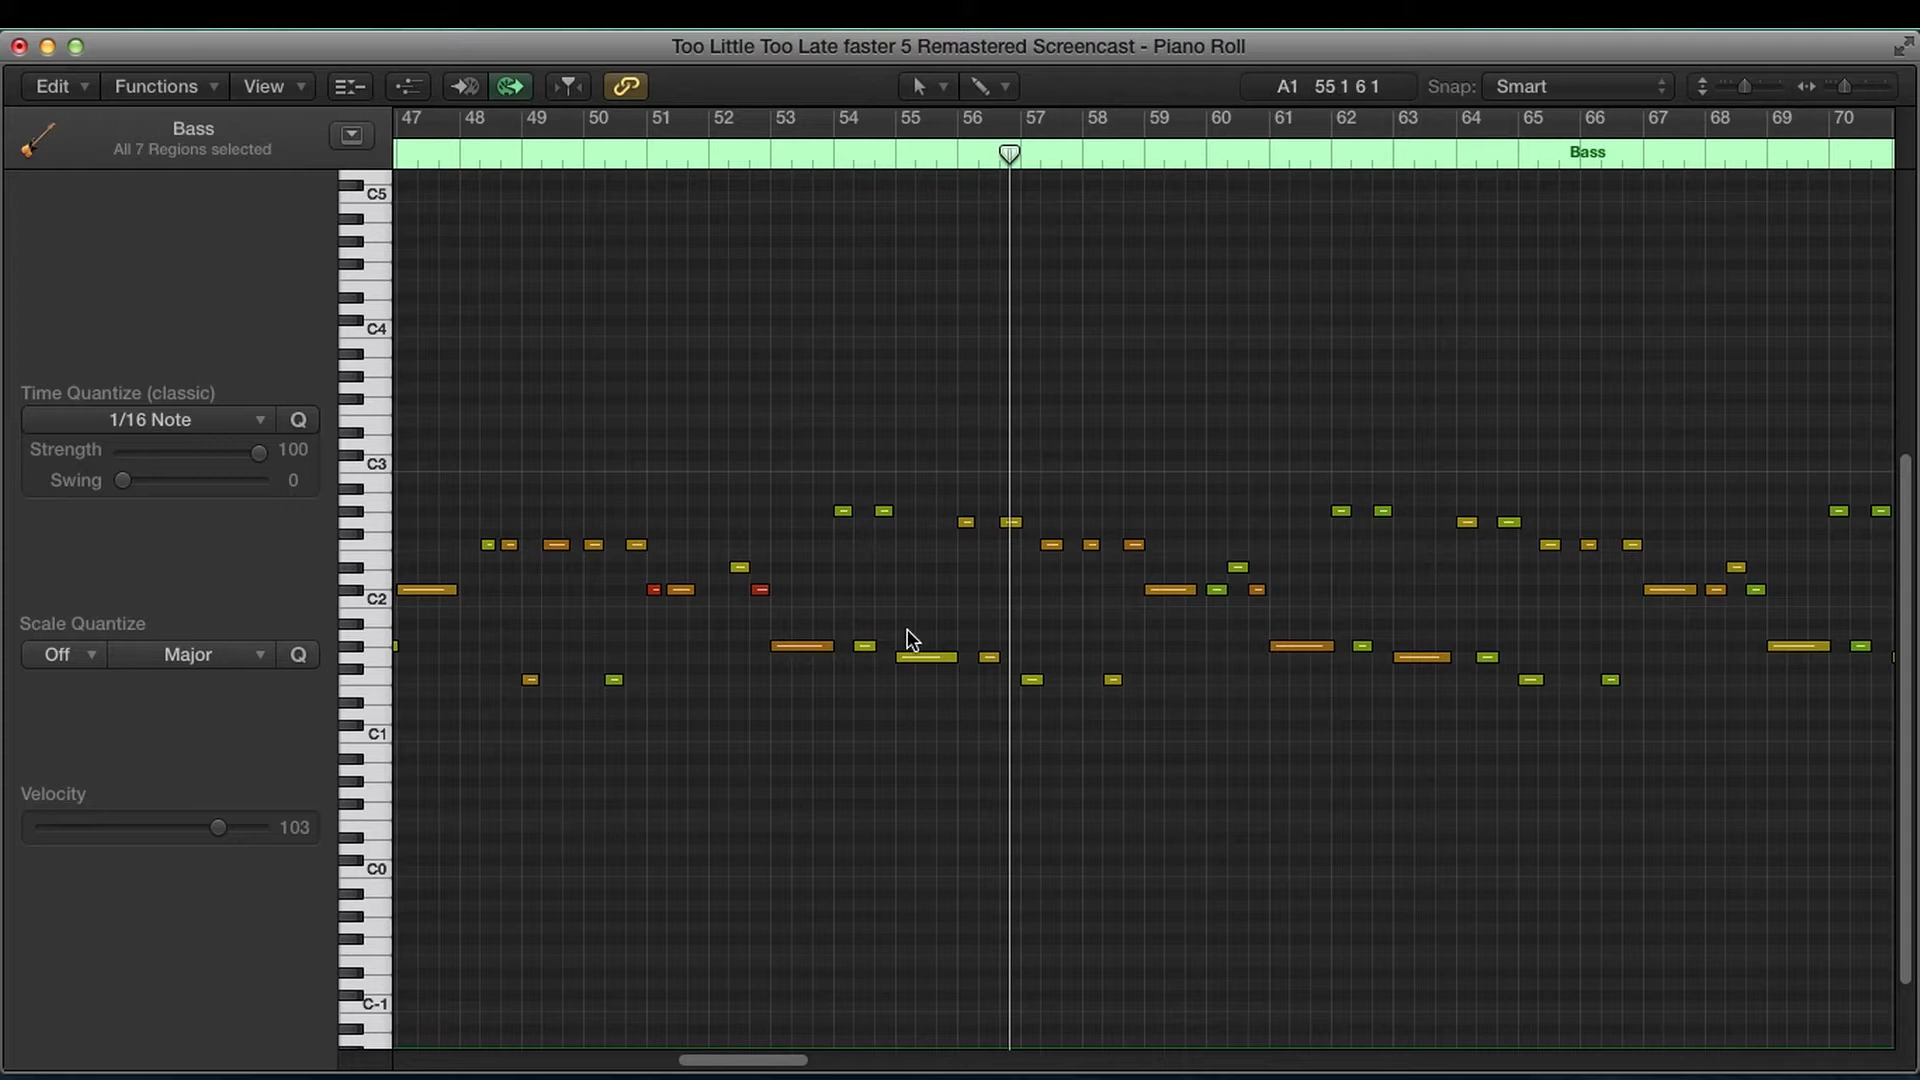 Too Little Too Late faster 5 Remastered Screencast - Piano Roll
Edit Functions View A1 55 1 6 1 Snap: Smart
47 48 49 50 51 52 53 54 55 56 57 58 59 60 61 62 63 64 65 66 67 68 69 70
Bass
All 7 Regions selected
Bass
C5
C4
Time Quantize (classic)
1/16 Note Q
Strength 100
C3
Swing 0
C2
Scale Quantize
Off Major Q
C1
Velocity
103
C0
C-1